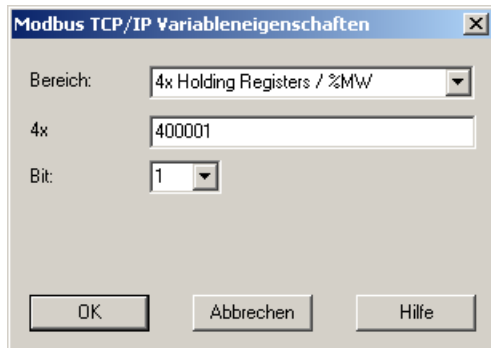 Modbus TCP/IP Variableneigenschaften
Bereich: 4x Holding Registers / %MW
4x 400001
Bit: 1
OK Abbrechen Hilfe